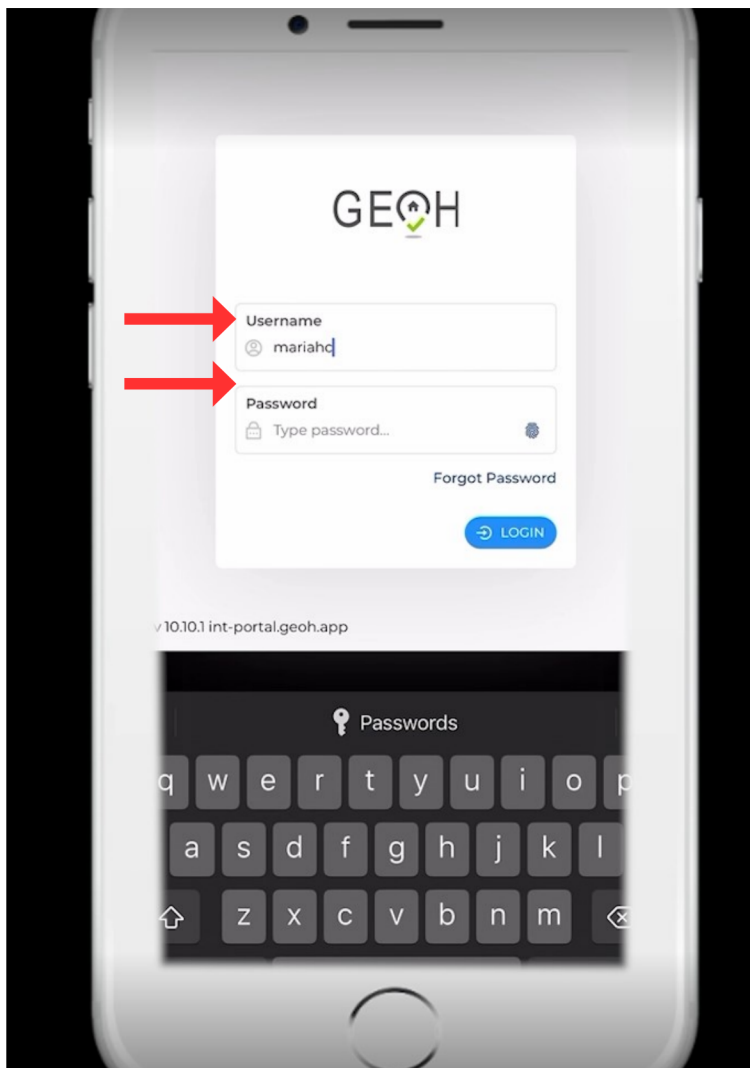 GEOH
Username
mariahc
Password
Type password...
Forgot Password
LOGIN
v 10.10.1 int-portal.geoh.app
Passwords
q w e r t y u i o p
a s d f g h j k l
z x c v b n m